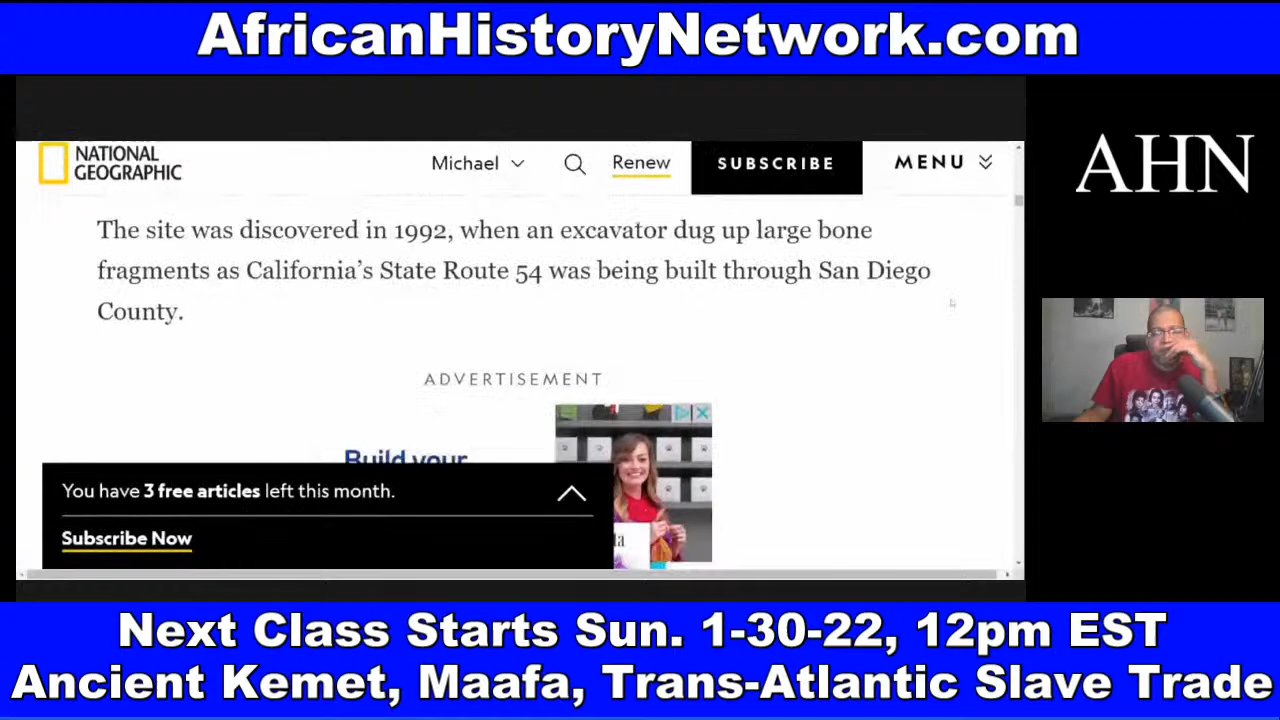 AfricanHistoryNetwork.com
NATIONAL
GEOGRAPHIC
Michael
Renew
SUBSCRIBE
MENU
AHN
The site was discovered in 1992, when an excavator dug up large bone
fragments as California's State Route 54 was being built through San Diego
County.
ADVERTISEMENT
Build your
You have 3 free articles left this month.
Subscribe Now
Next Class Starts Sun. 1-30-22, 12pm EST
Ancient Kemet, Maafa, Trans-Atlantic Slave Trade